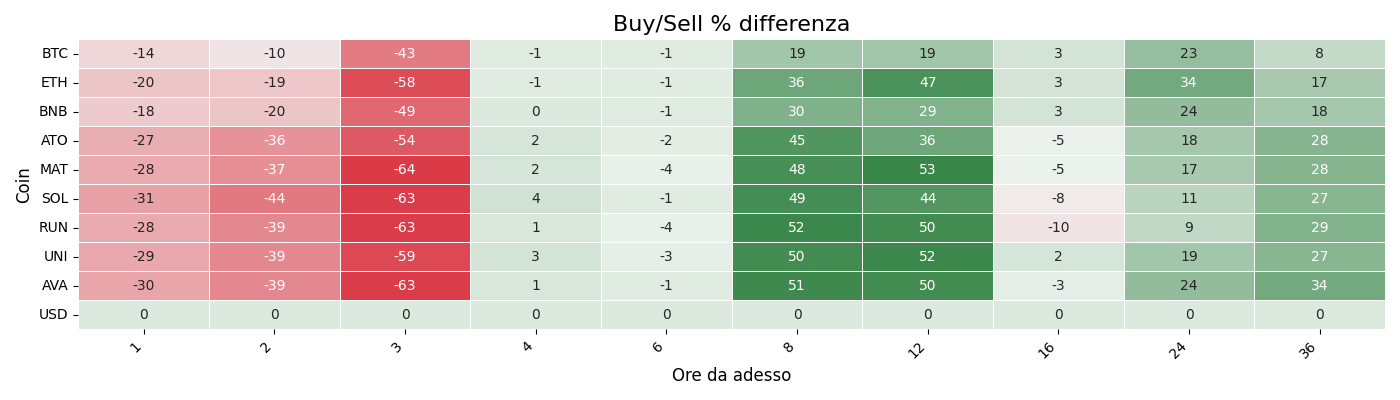 Buy/Sell % differenza
Coin
BTC -14 -10 -43 -1 -1 19 19 3 23 8
ETH -20 -19 -58 -1 -1 36 47 3 34 17
BNB -18 -20 -49 0 -1 30 29 3 24 18
ATO -27 -36 -54 2 -2 45 36 -5 18 28
MAT -28 -37 -64 2 -4 48 53 -5 17 28
SOL -31 -44 -63 4 -1 49 44 -8 11 27
RUN -28 -39 -63 1 -4 52 50 -10 9 29
UNI -29 -39 -59 3 -3 50 52 2 19 27
AVA -30 -39 -63 1 -1 51 50 -3 24 34
USD 0 0 0 0 0 0 0 0 0 0
1 2 3 4 6 8 12 16 24 36
Ore da adesso